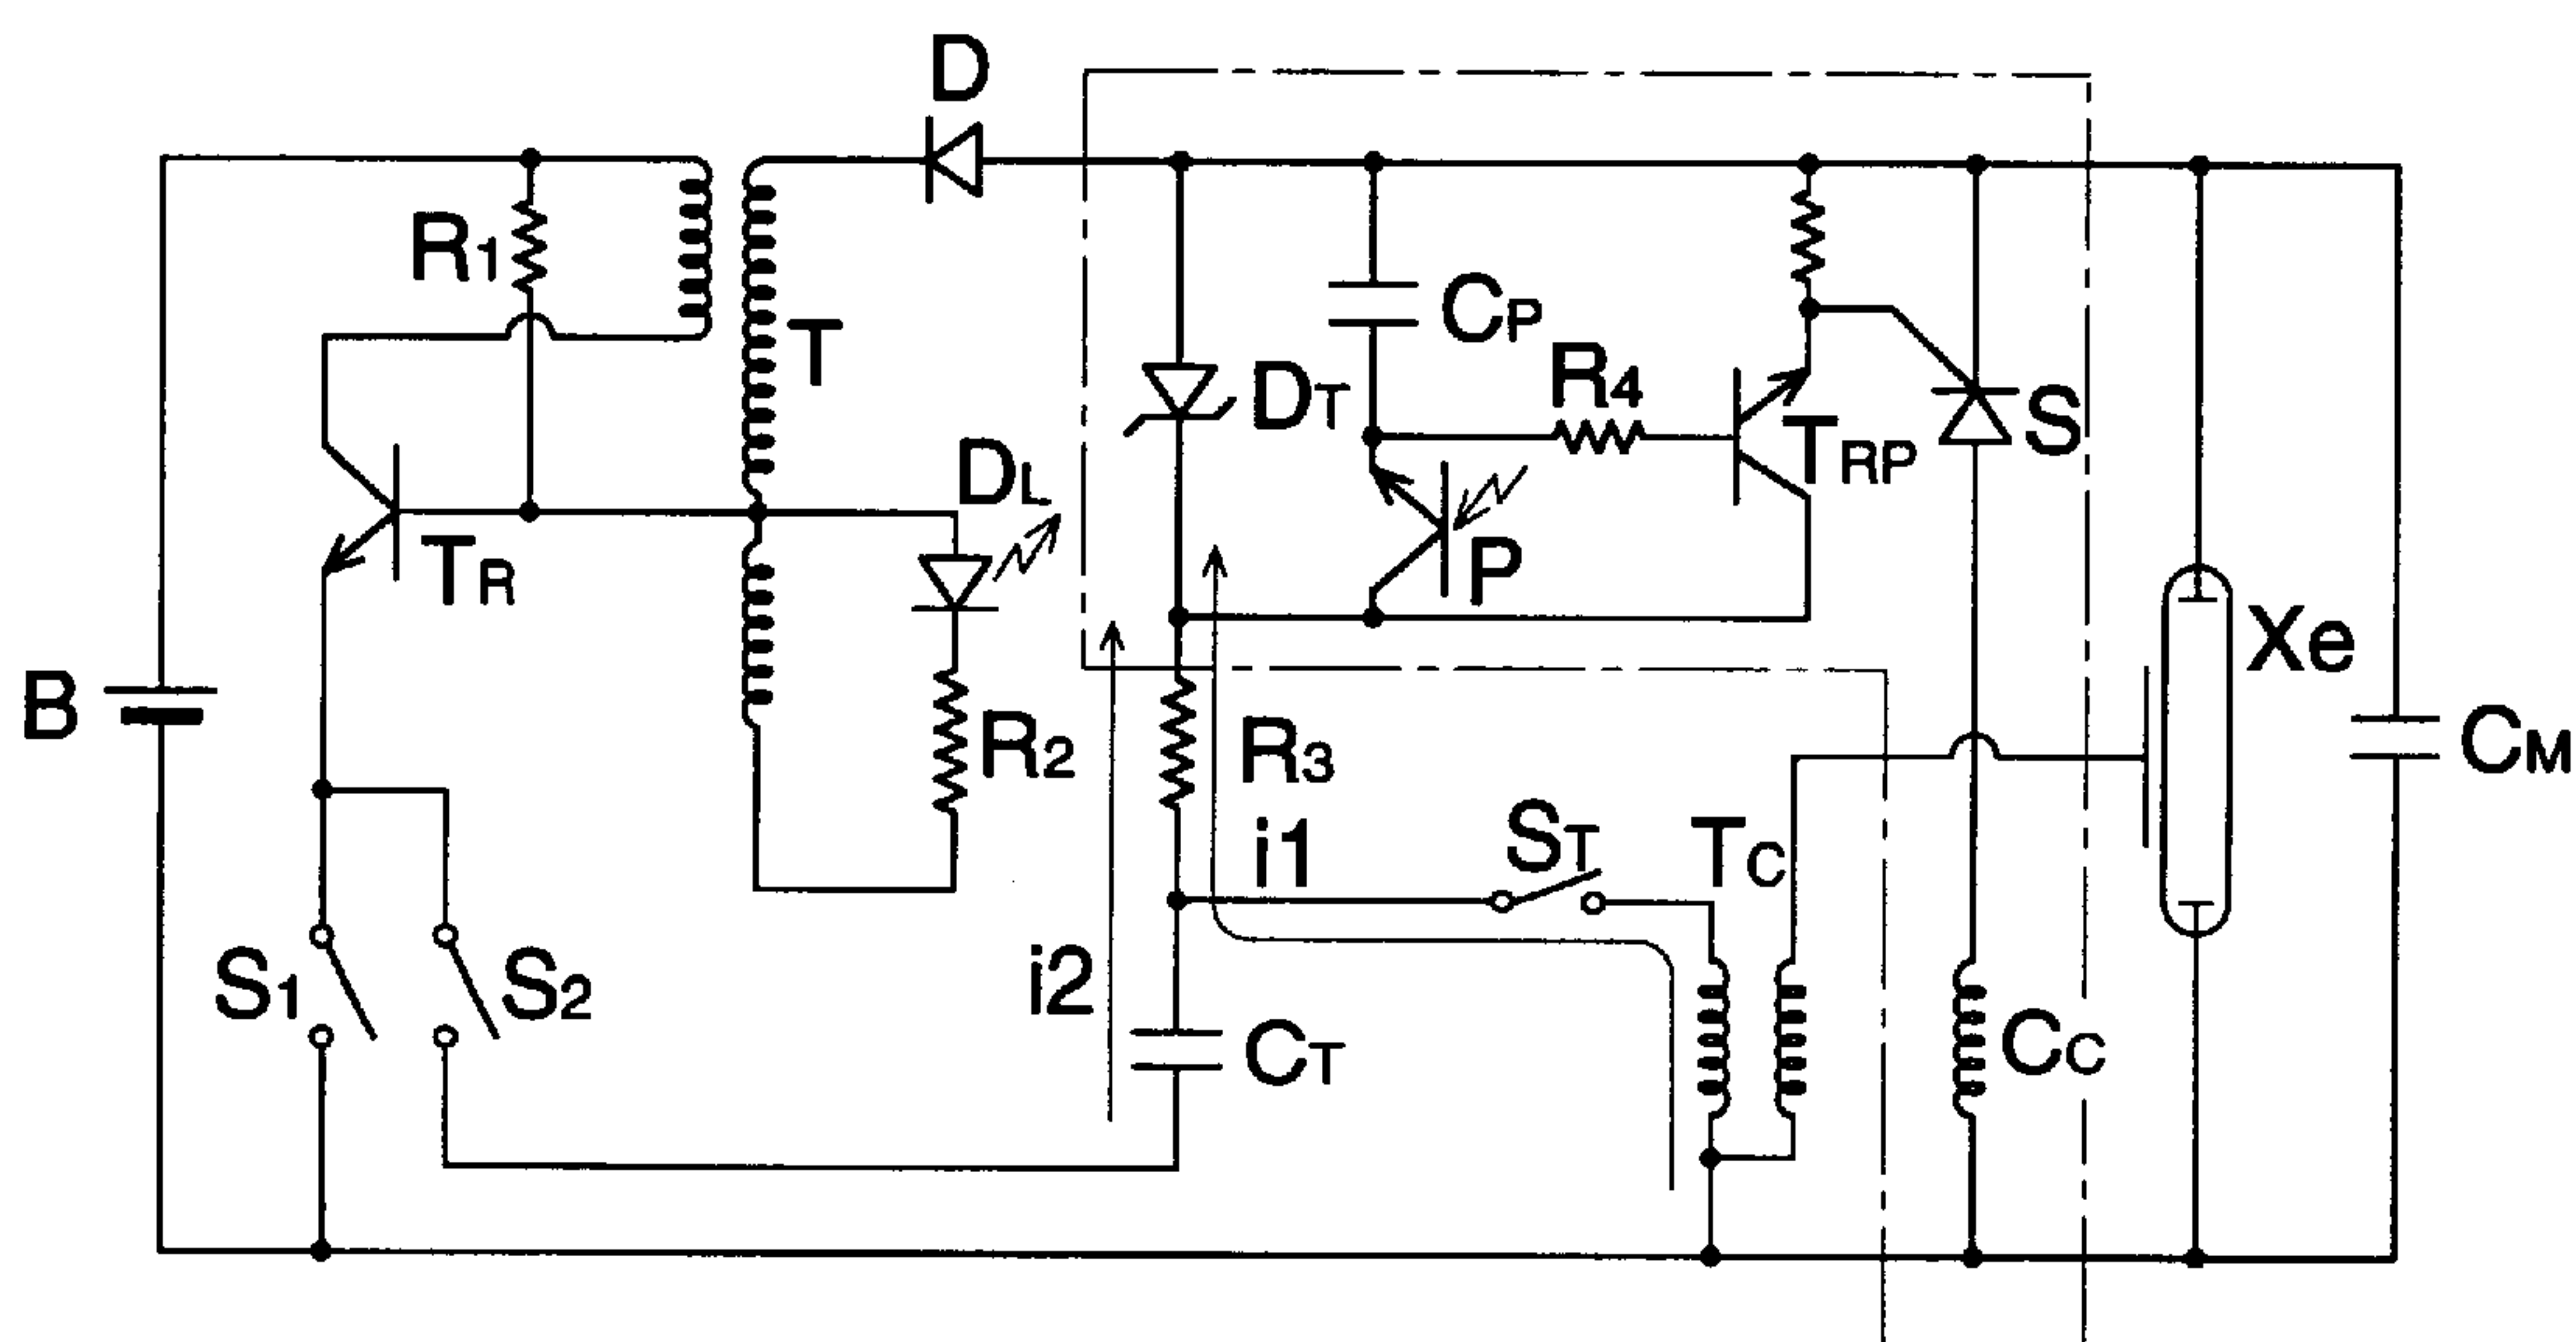 D
R1
T
CP
DT
R4
TRP
S
DL
P
TR
B
R2
R3
Xe
CM
i1
ST
TC
S1
S2
i2
CT
CC